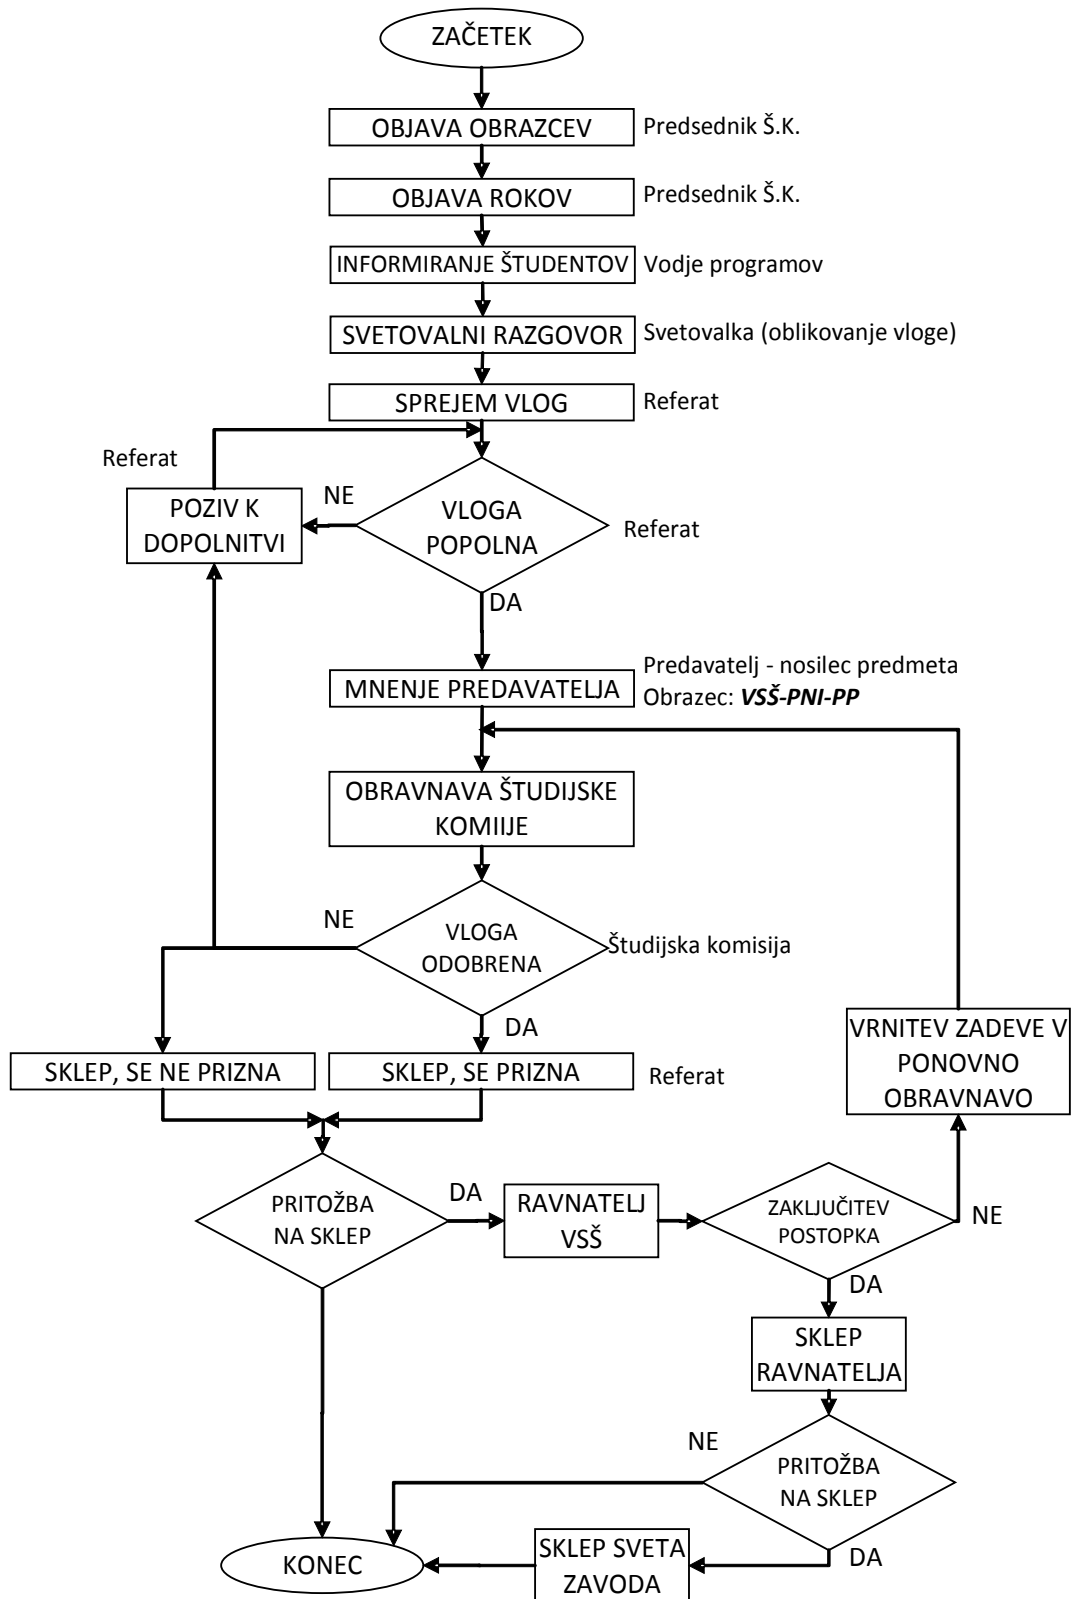 ZAČETEK
OBJAVA OBRAZCEV
Predsednik Š.K.
OBJAVA ROKOV
Predsednik Š.K.
INFORMIRANJE ŠTUDENTOV
Vodje programov
SVETOVALNI RAZGOVOR
Svetovalka (oblikovanje vloge)
SPREJEM VLOG
Referat
Referat
POZIV K
DOPOLNITVI
NE
VLOGA
POPOLNA
Referat
DA
MNENJE PREDAVATELJA
Predavatelj - nosilec predmeta
Obrazec: VSŠ-PNI-PP
OBRAVNAVA ŠTUDIJSKE
KOMIIJE
NE
VLOGA
ODOBRENA
Študijska komisija
DA
VRNITEV ZADEVE V
PONOVNO
OBRAVNAVO
SKLEP, SE NE PRIZNA
SKLEP, SE PRIZNA
Referat
PRITOŽBA
NA SKLEP
DA
RAVNATELJ
VSŠ
ZAKLJUČITEV
POSTOPKA
NE
DA
SKLEP
RAVNATELJA
NE
PRITOŽBA
NA SKLEP
DA
SKLEP SVETA
ZAVODA
KONEC